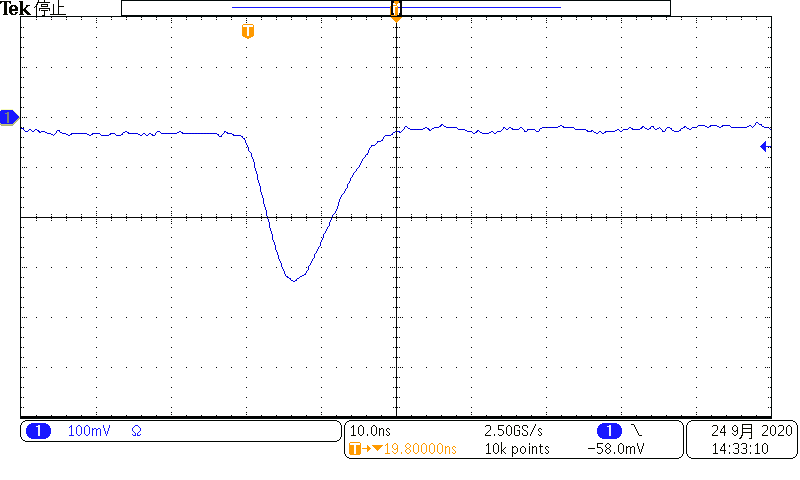 Tek 停止
T
T
1
1 100mV Ω
10.0ns 2.50GS/s 1
T→▼19.80000ns 10k points −58.0mV
24 9月 2020
14:33:10